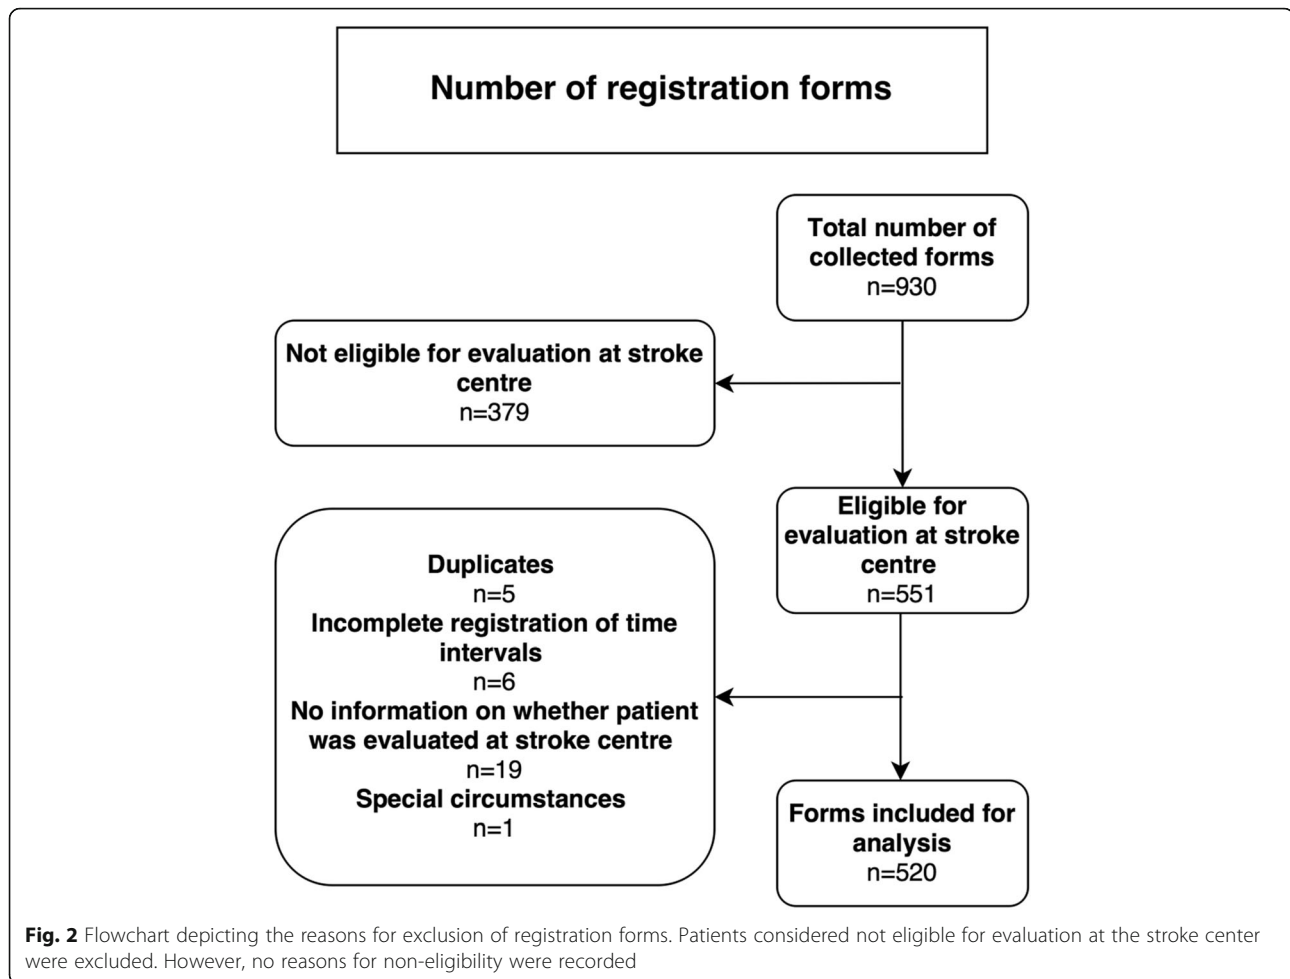 Number of registration forms
Total number of
collected forms
n=930
Not eligible for evaluation at stroke
centre
n=379
Eligible for
evaluation at stroke
centre
n=551
Duplicates
n=5
Incomplete registration of time
intervals
n=6
No information on whether patient
was evaluated at stroke centre
n=19
Special circumstances
n=1
Forms included for
analysis
n=520
Fig. 2 Flowchart depicting the reasons for exclusion of registration forms. Patients considered not eligible for evaluation at the stroke center
were excluded. However, no reasons for non-eligibility were recorded